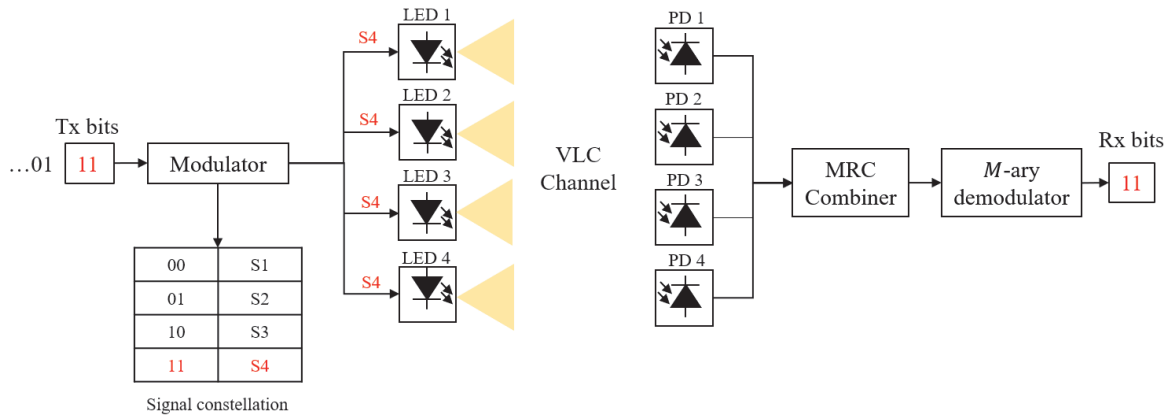 Tx bits
…01
11
Modulator
00 S1
01 S2
10 S3
11 S4
Signal constellation
S4
LED 1
S4
LED 2
S4
LED 3
S4
LED 4
VLC
Channel
PD 1
PD 2
PD 3
PD 4
MRC
Combiner
M-ary
demodulator
Rx bits
11